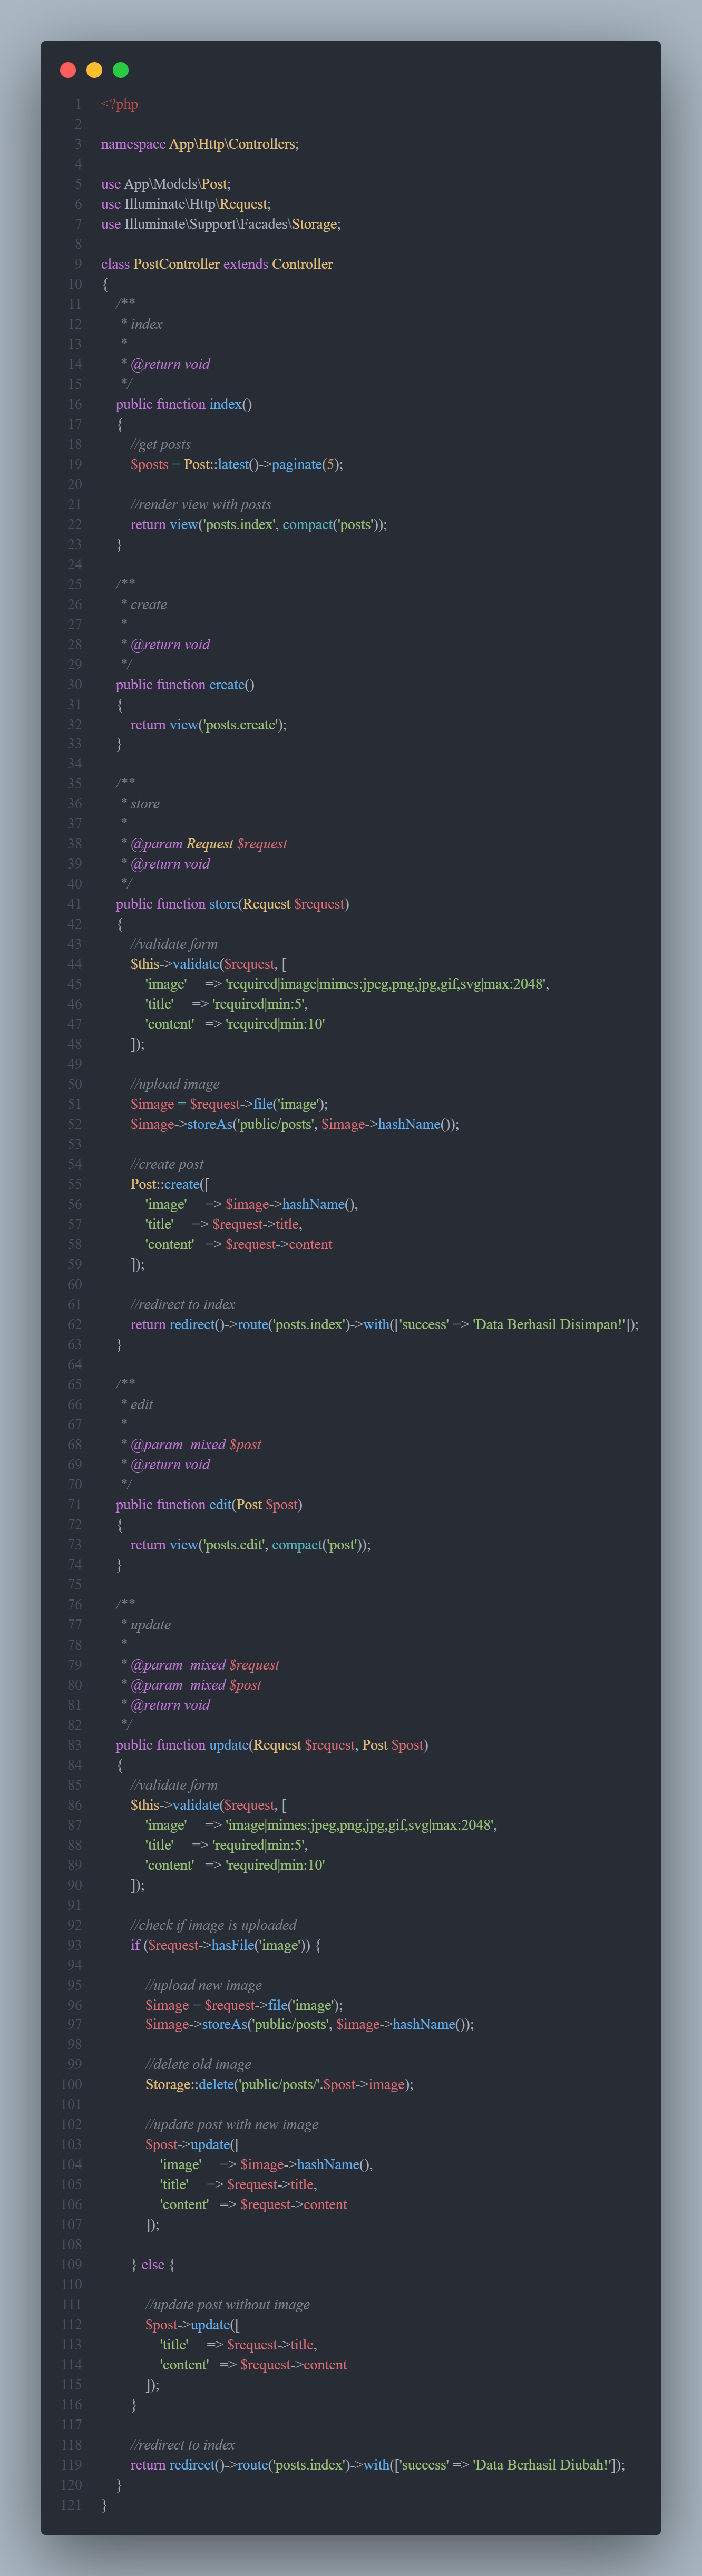 1 <?php
2
3 namespace App\Http\Controllers;
4
5 use App\Models\Post;
6 use Illuminate\Http\Request;
7 use Illuminate\Support\Facades\Storage;
8
9 class PostController extends Controller
10 {
11     /**
12      * index
13      *
14      * @return void
15      */
16     public function index()
17     {
18         //get posts
19         $posts = Post::latest()->paginate(5);
20
21         //render view with posts
22         return view('posts.index', compact('posts'));
23     }
24
25     /**
26      * create
27      *
28      * @return void
29      */
30     public function create()
31     {
32         return view('posts.create');
33     }
34
35     /**
36      * store
37      *
38      * @param Request $request
39      * @return void
40      */
41     public function store(Request $request)
42     {
43         //validate form
44         $this->validate($request, [
45             'image'     => 'required|image|mimes:jpeg,png,jpg,gif,svg|max:2048',
46             'title'     => 'required|min:5',
47             'content'   => 'required|min:10'
48         ]);
49
50         //upload image
51         $image = $request->file('image');
52         $image->storeAs('public/posts', $image->hashName());
53
54         //create post
55         Post::create([
56             'image'     => $image->hashName(),
57             'title'     => $request->title,
58             'content'   => $request->content
59         ]);
60
61         //redirect to index
62         return redirect()->route('posts.index')->with(['success' => 'Data Berhasil Disimpan!']);
63     }
64
65     /**
66      * edit
67      *
68      * @param  mixed $post
69      * @return void
70      */
71     public function edit(Post $post)
72     {
73         return view('posts.edit', compact('post'));
74     }
75
76     /**
77      * update
78      *
79      * @param  mixed $request
80      * @param  mixed $post
81      * @return void
82      */
83     public function update(Request $request, Post $post)
84     {
85         //validate form
86         $this->validate($request, [
87             'image'     => 'image|mimes:jpeg,png,jpg,gif,svg|max:2048',
88             'title'     => 'required|min:5',
89             'content'   => 'required|min:10'
90         ]);
91
92         //check if image is uploaded
93         if ($request->hasFile('image')) {
94
95             //upload new image
96             $image = $request->file('image');
97             $image->storeAs('public/posts', $image->hashName());
98
99             //delete old image
100             Storage::delete('public/posts/'.$post->image);
101
102             //update post with new image
103             $post->update([
104                 'image'     => $image->hashName(),
105                 'title'     => $request->title,
106                 'content'   => $request->content
107             ]);
108
109         } else {
110
111             //update post without image
112             $post->update([
113                 'title'     => $request->title,
114                 'content'   => $request->content
115             ]);
116         }
117
118         //redirect to index
119         return redirect()->route('posts.index')->with(['success' => 'Data Berhasil Diubah!']);
120     }
121 }